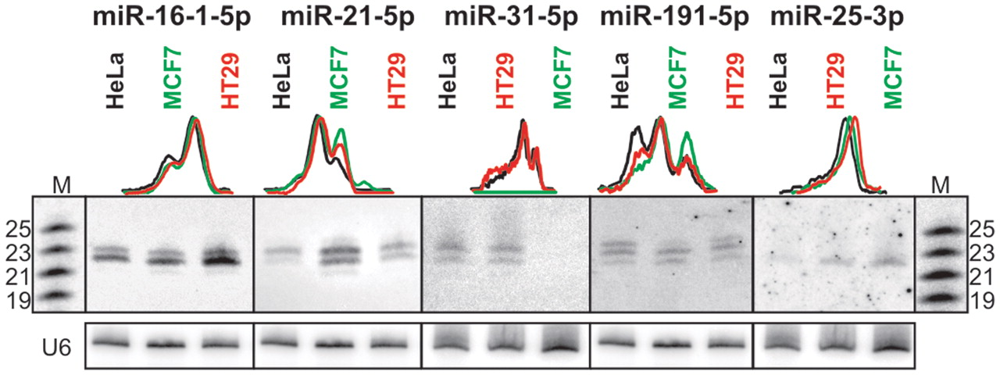 miR-16-1-5p miR-21-5p miR-31-5p miR-191-5p miR-25-3p
HeLa MCF7 HT29 HeLa MCF7 HT29 HeLa HT29 MCF7 HeLa MCF7 HT29 HeLa HT29 MCF7
M M
25 25
23 23
21 21
19 19
U6